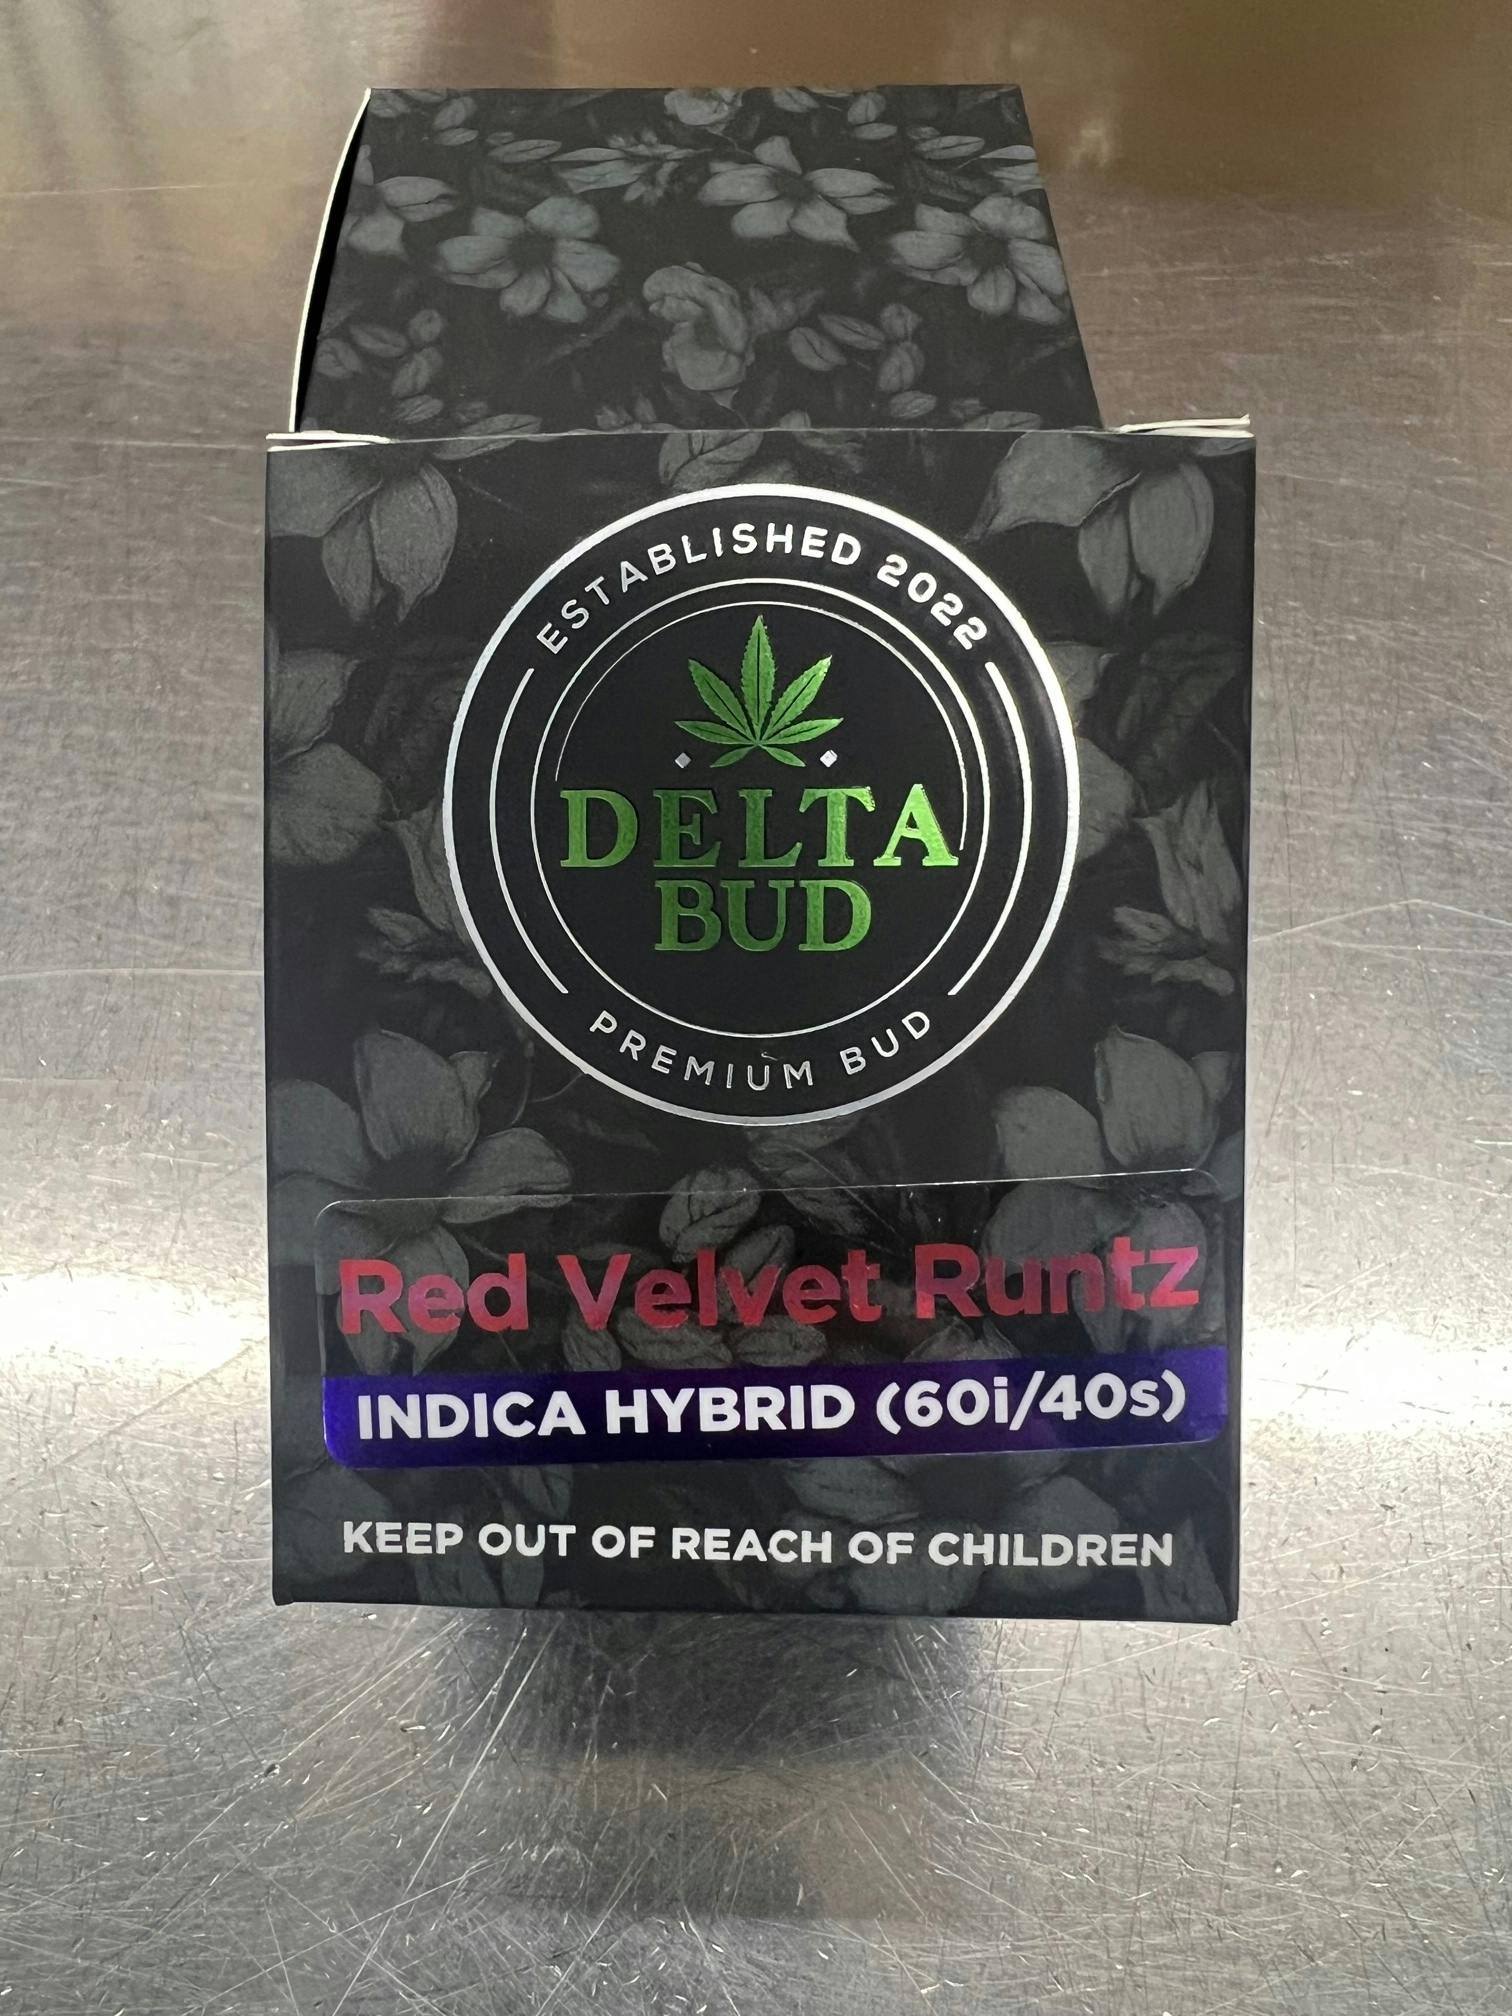 ESTABLISHED 2022
DELTA
BUD
PREMIUM BUD
Red Velvet Runtz
INDICA HYBRID (60i/40s)
KEEP OUT OF REACH OF CHILDREN